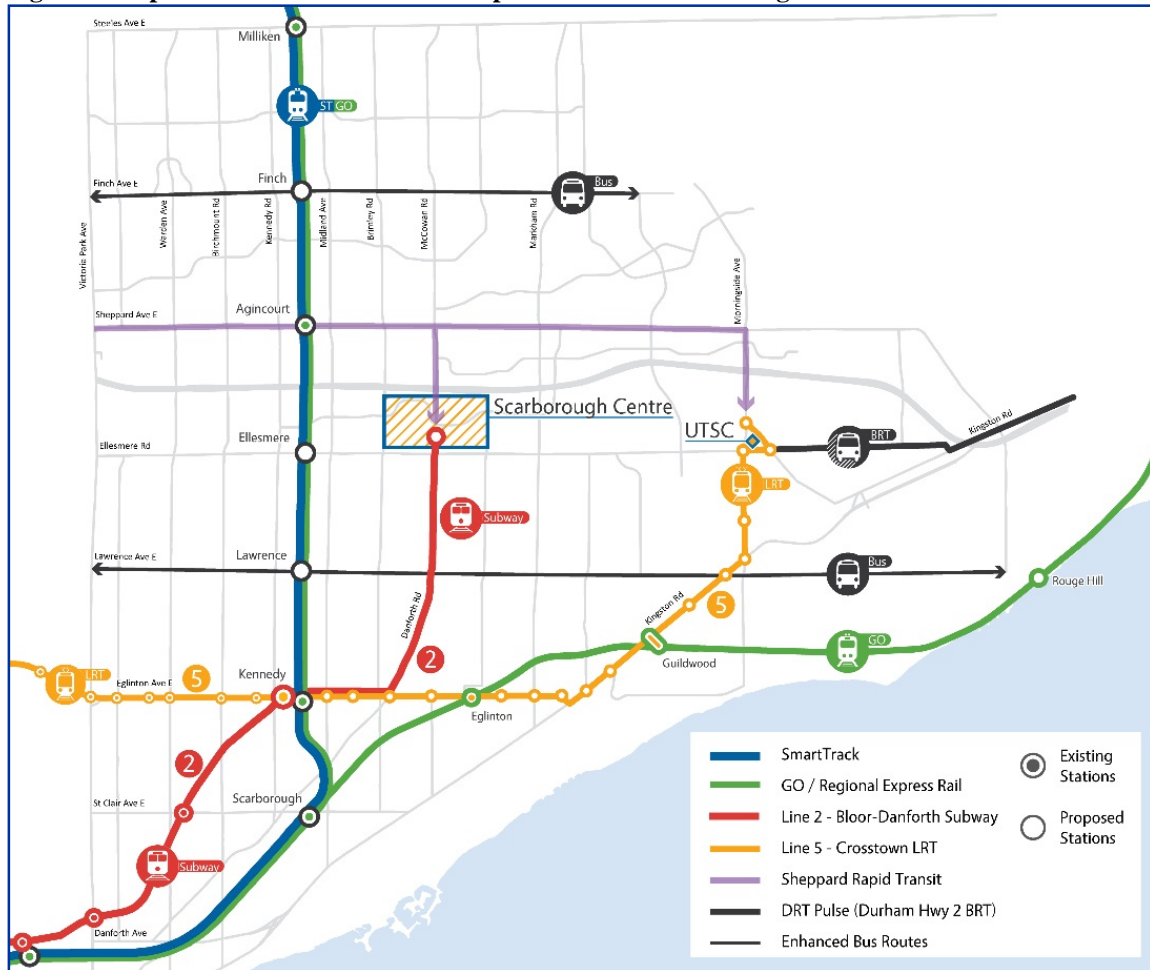 Steeles Ave E
Milliken
ST GO
Finch
Finch Ave E
Bus
Victoria Park Ave
Warden Ave
Birchmount Rd
Kennedy Rd
Midland Ave
Brimley Rd
McCowan Rd
Markham Rd
Morningside Ave
Agincourt
Sheppard Ave E
Scarborough Centre
UTSC
Ellesmere
Ellesmere Rd
BRT
Kingston Rd
LRT
Subway
Lawrence
Lawrence Ave E
Bus
Rouge Hill
Danforth Rd
Kingston Rd
5
2
GO
Guildwood
LRT
5
Eglinton Ave E
Kennedy
Eglinton
2
St Clair Ave E
Scarborough
Subway
Danforth Ave
SmartTrack
GO / Regional Express Rail
Line 2 - Bloor-Danforth Subway
Line 5 - Crosstown LRT
Sheppard Rapid Transit
DRT Pulse (Durham Hwy 2 BRT)
Enhanced Bus Routes
Existing
Stations
Proposed
Stations